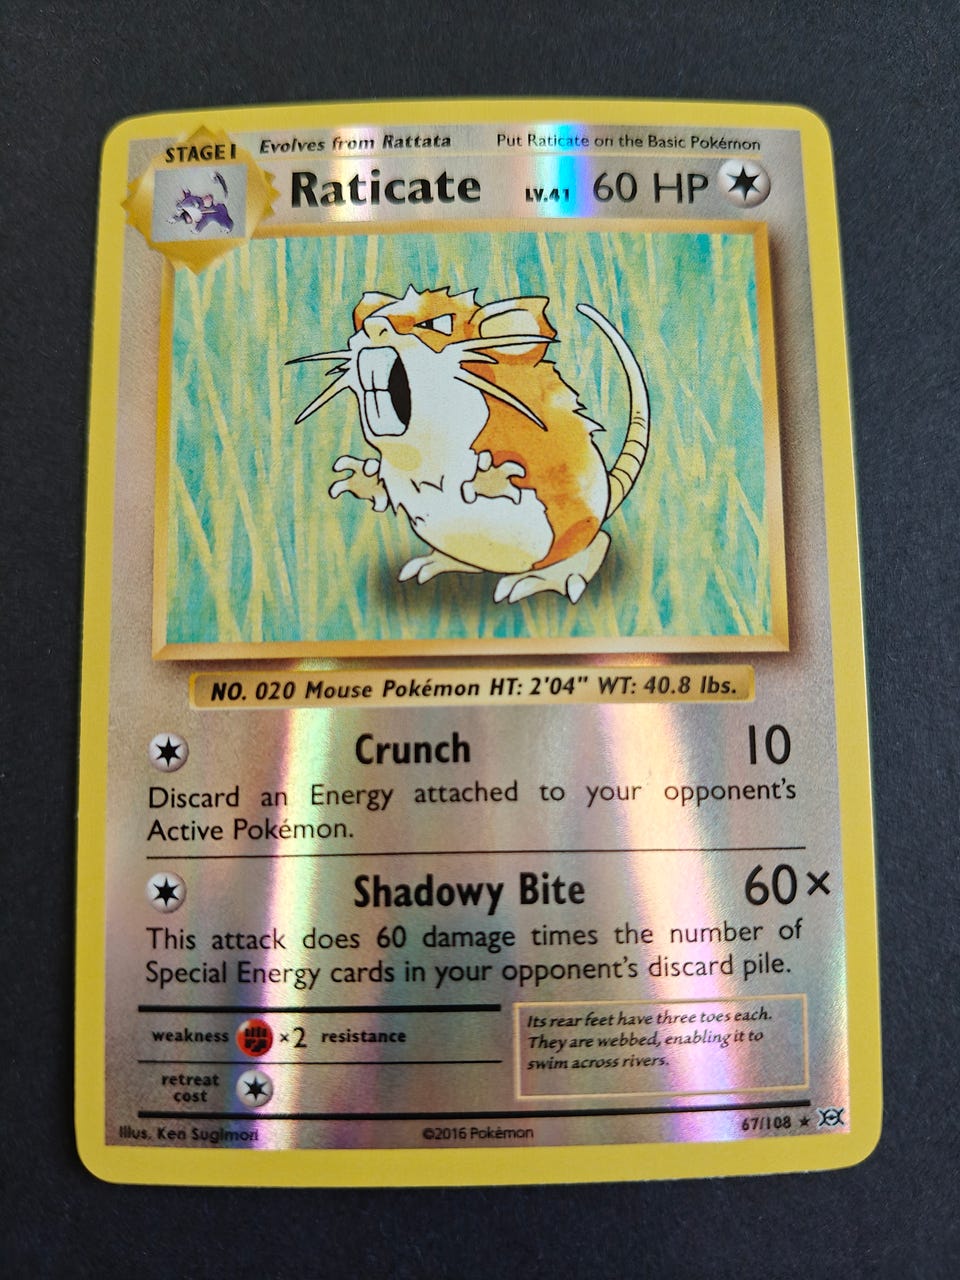 STAGE 1 Evolves from Rattata Put Raticate on the Basic Pokémon
Raticate LV.41 60 HP
NO. 020 Mouse Pokémon HT: 2'04" WT: 40.8 lbs.
Crunch 10
Discard an Energy attached to your opponent's
Active Pokémon.
Shadowy Bite 60×
This attack does 60 damage times the number of
Special Energy cards in your opponent's discard pile.
weakness ×2 resistance
retreat
cost
Its rear feet have three toes each.
They are webbed, enabling it to
swim across rivers.
Illus. Ken Sugimori ©2016 Pokémon 67/108 ★